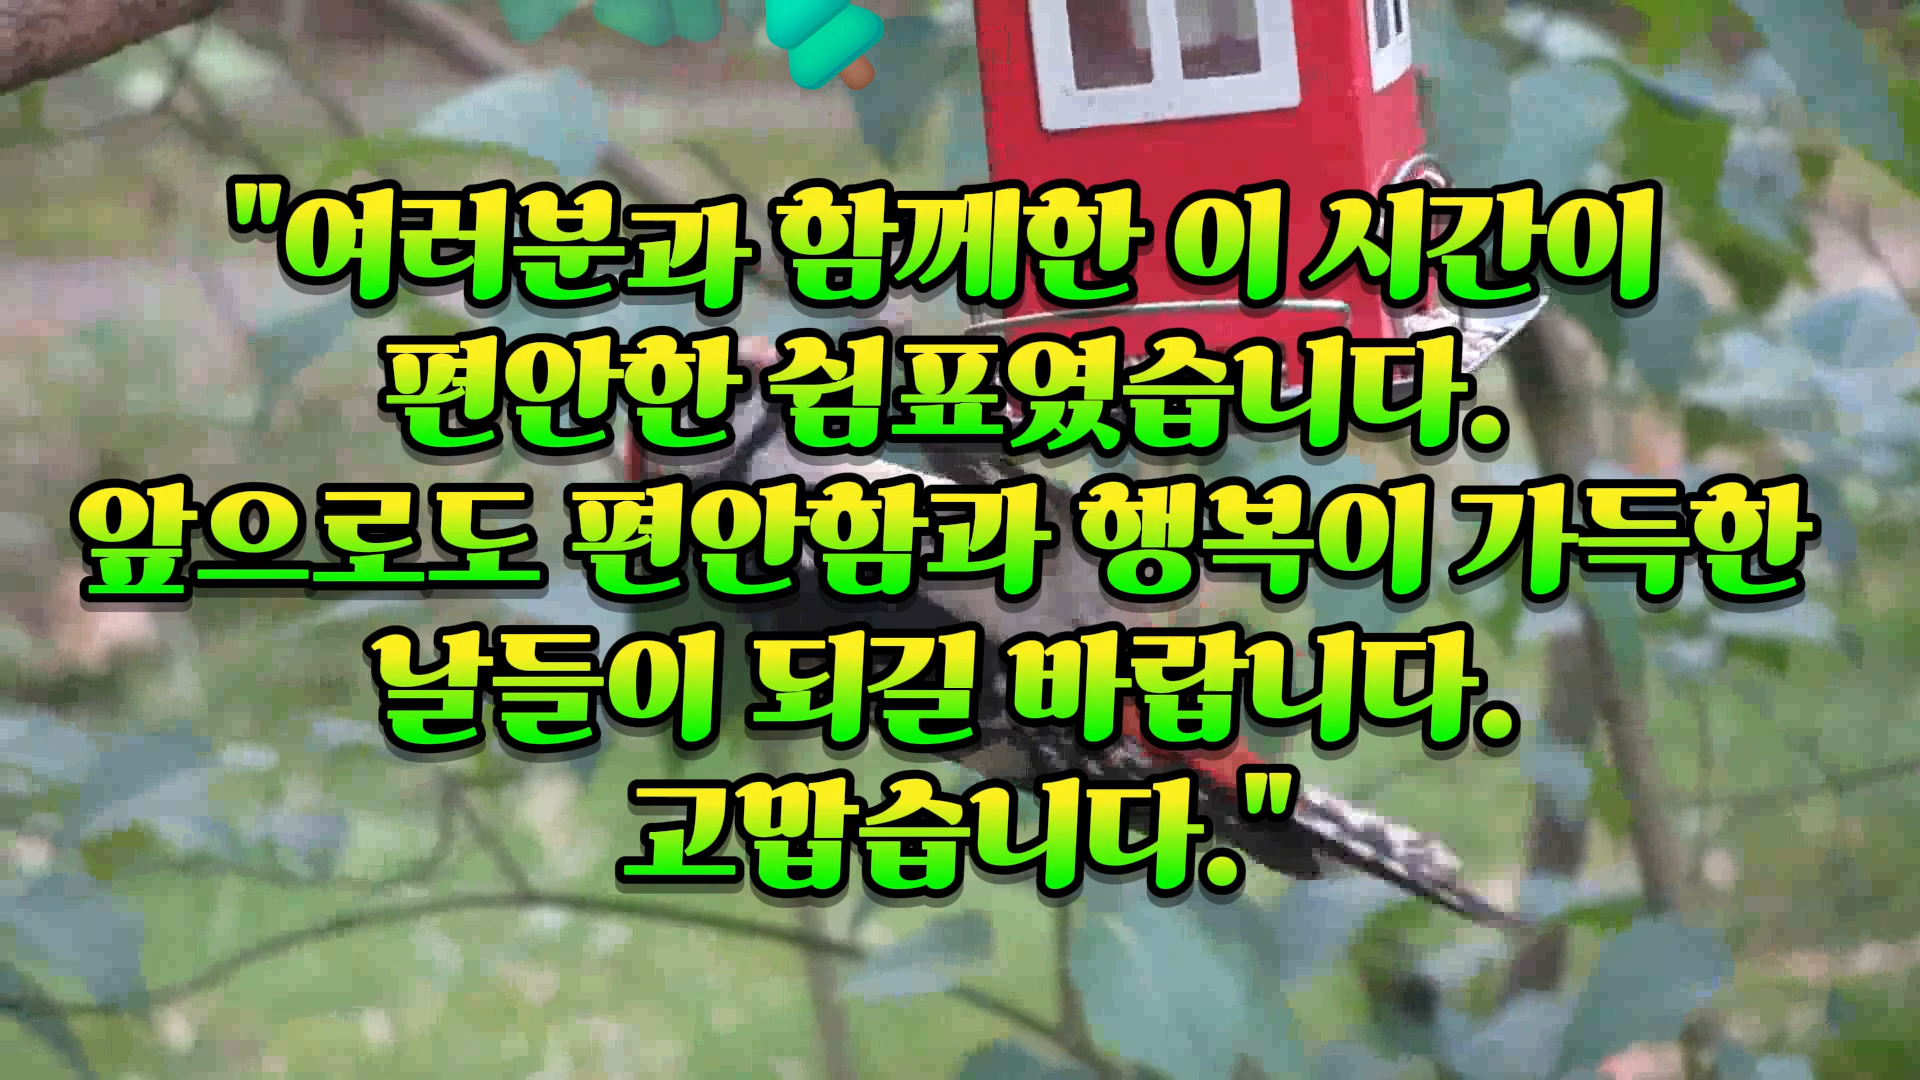 "여러분과 함께한 이 시간이
편안한 쉼표였습니다.
앞으로도 편안함과 행복이 가득한
날들이 되길 바랍니다.
고맙습니다."